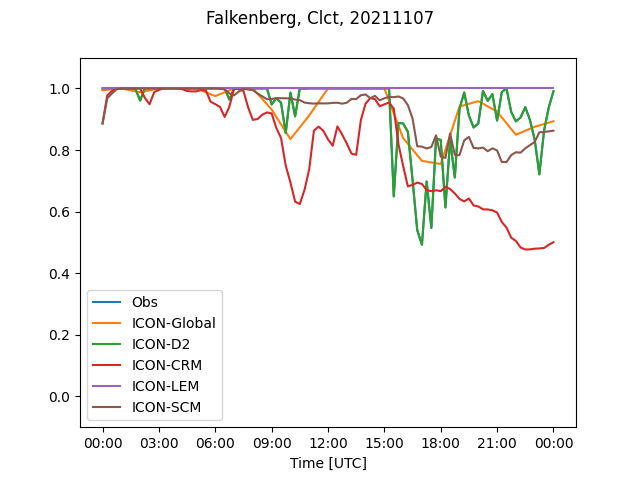 Falkenberg, Clct, 20211107
1.0
0.8
0.6
0.4
0.2
0.0
Obs
ICON-Global
ICON-D2
ICON-CRM
ICON-LEM
ICON-SCM
00:00 03:00 06:00 09:00 12:00 15:00 18:00 21:00 00:00
Time [UTC]